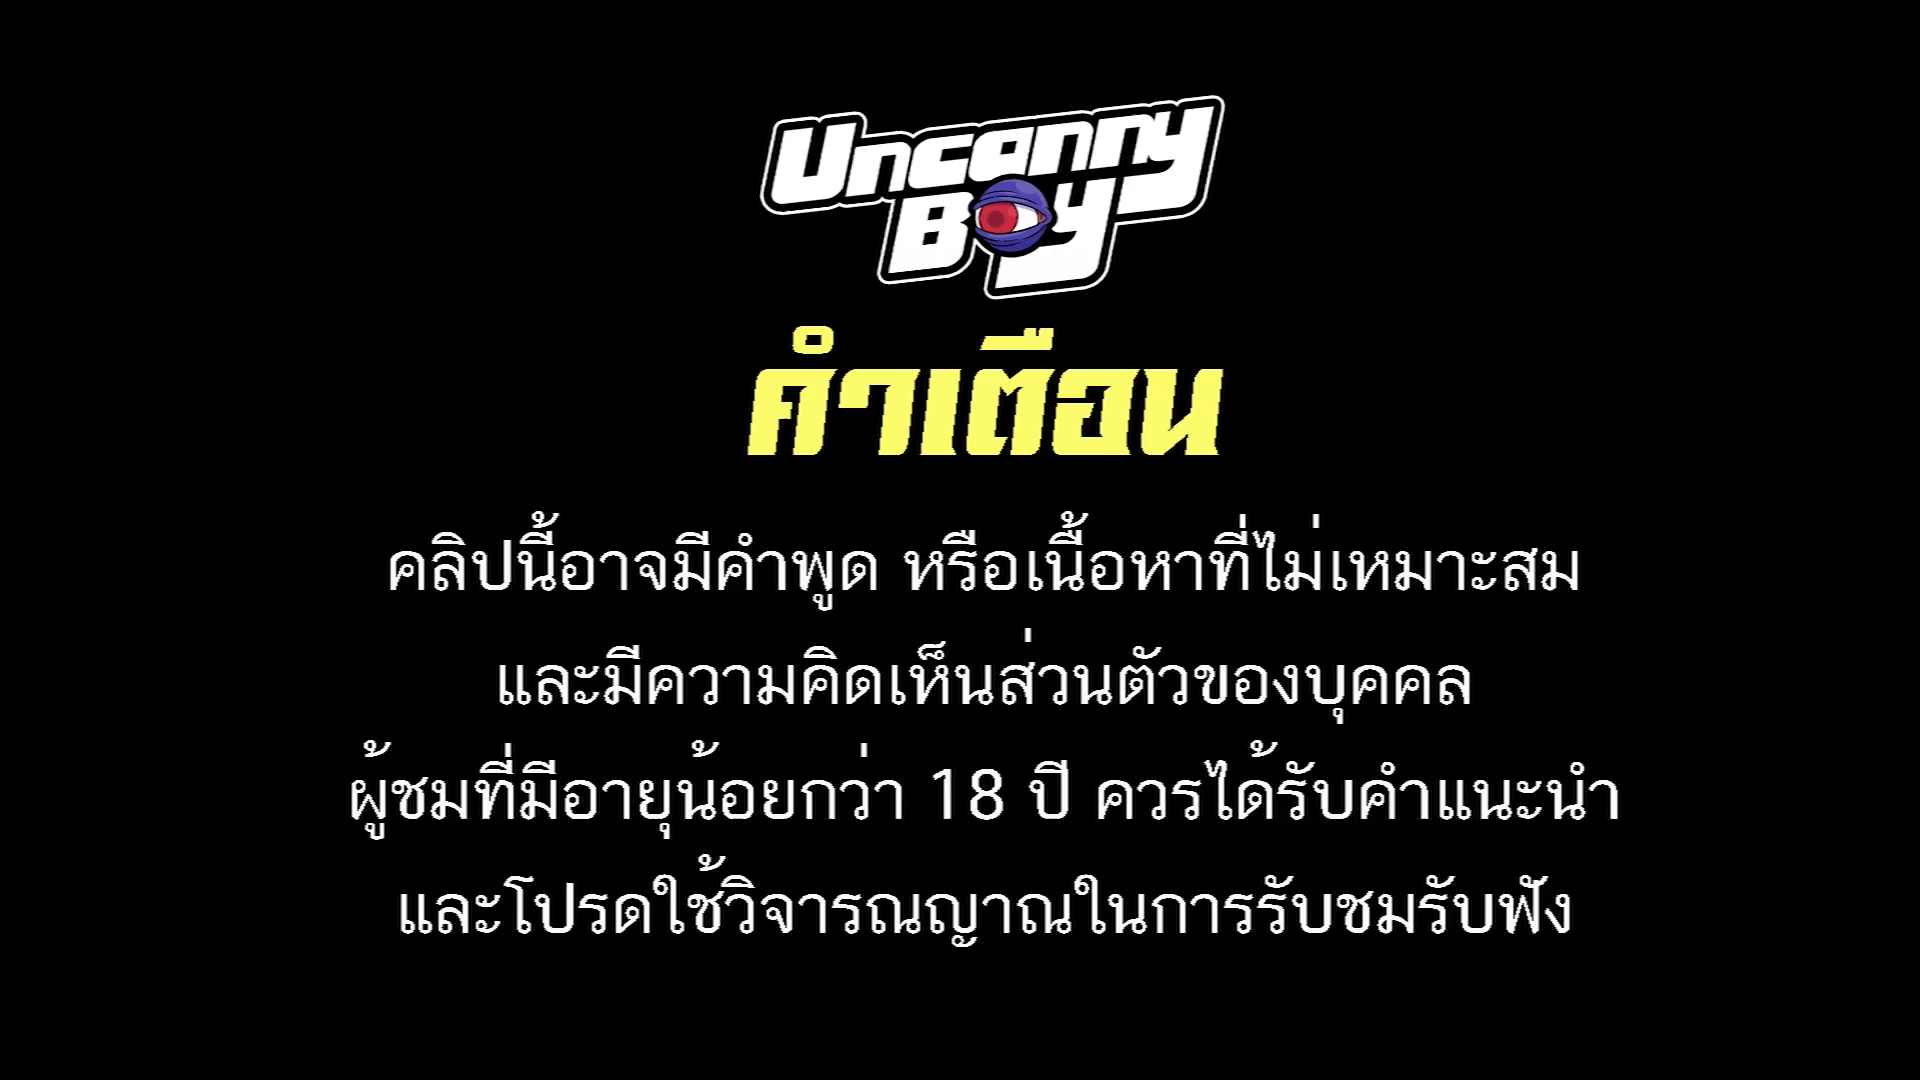 Uncanny
Boy
คำเตือน
คลิปนี้อาจมีคำพูด หรือเนื้อหาที่ไม่เหมาะสม
และมีความคิดเห็นส่วนตัวของบุคคล
ผู้ชมที่มีอายุน้อยกว่า 18 ปี ควรได้รับคำแนะนำ
และโปรดใช้วิจารณญาณในการรับชมรับฟัง